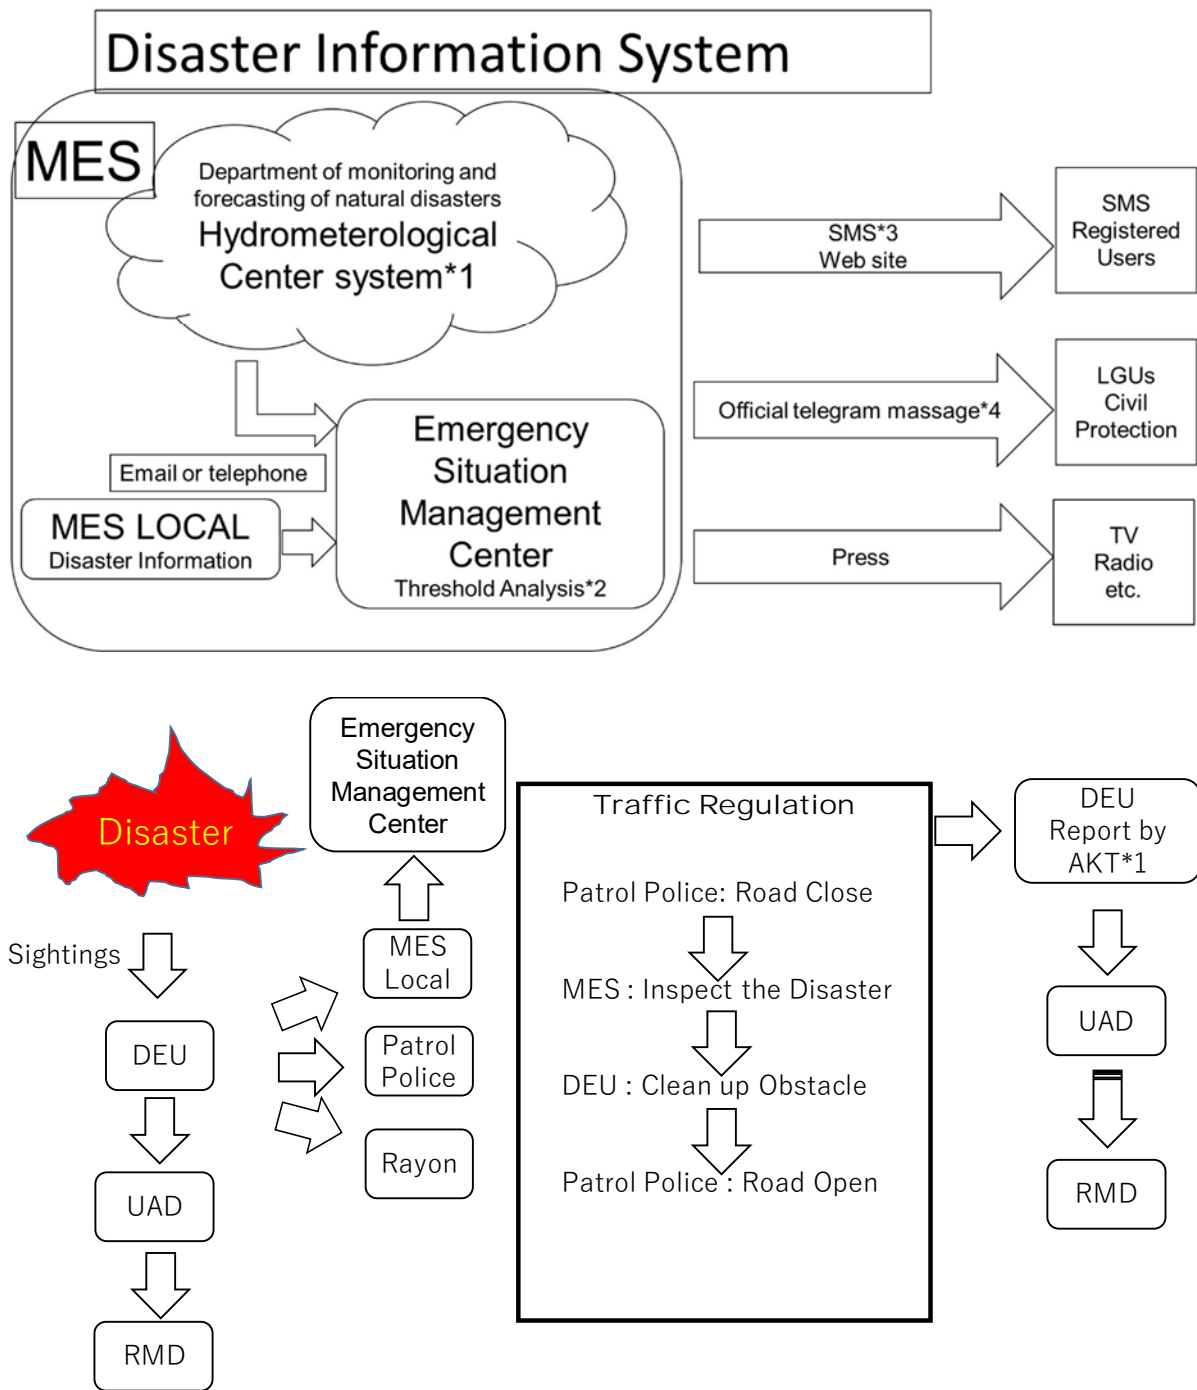 Disaster Information System
MES
Department of monitoring and
forecasting of natural disasters
Hydrometerological
Center system*1
Email or telephone
MES LOCAL
Disaster Information
Emergency
Situation
Management
Center
Threshold Analysis*2
SMS*3
Web site
SMS
Registered
Users
Official telegram massage*4
LGUs
Civil
Protection
Press
TV
Radio
etc.
Disaster
Sightings
DEU
UAD
RMD
Emergency
Situation
Management
Center
MES
Local
Patrol
Police
Rayon
Traffic Regulation
Patrol Police: Road Close
MES : Inspect the Disaster
DEU : Clean up Obstacle
Patrol Police : Road Open
DEU
Report by
AKT*1
UAD
RMD